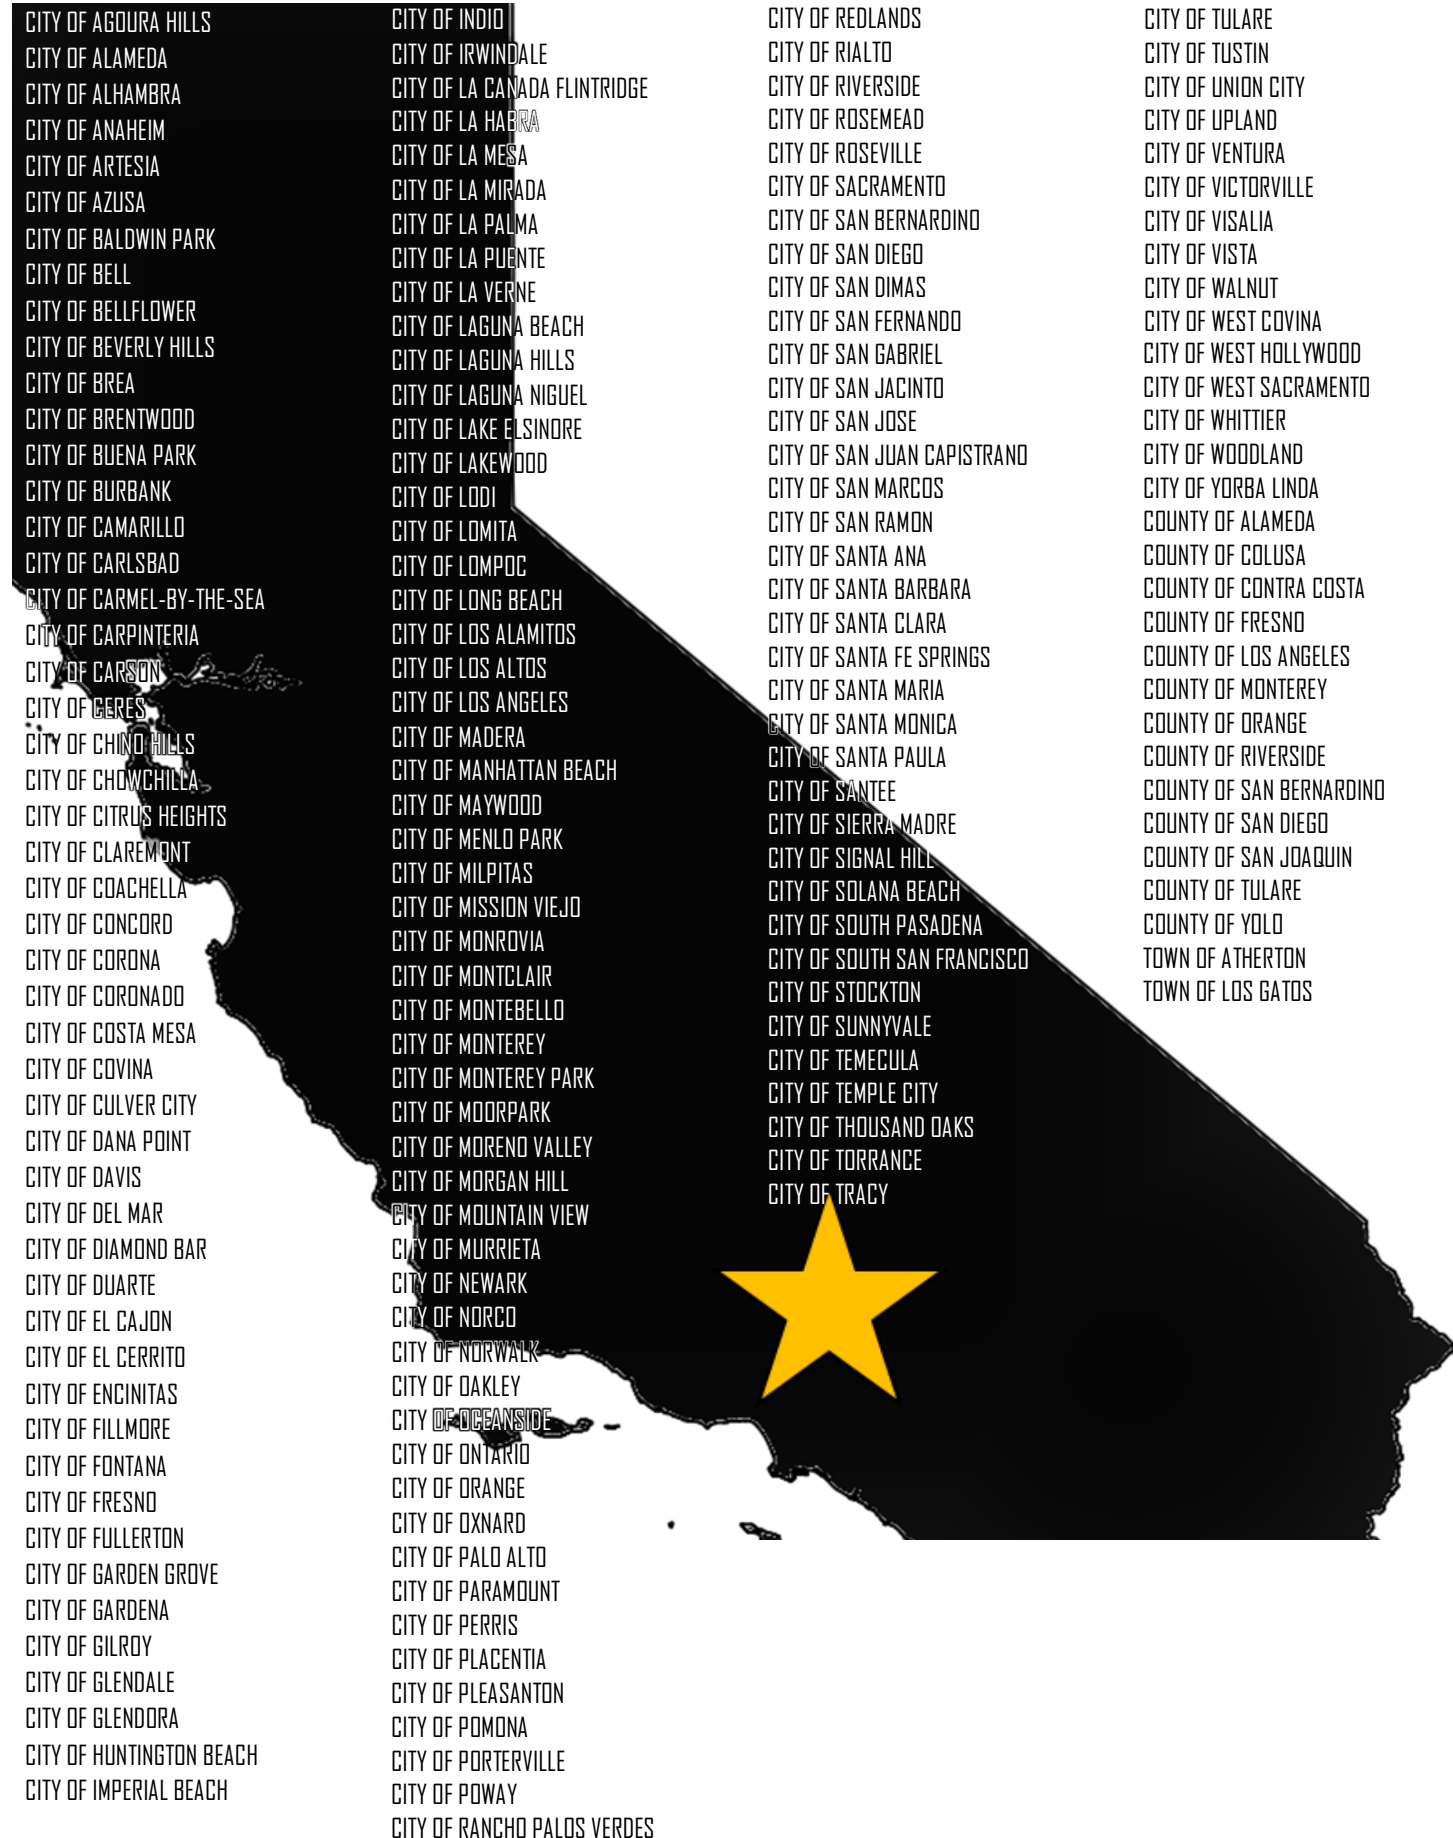 CITY OF AGOURA HILLS
CITY OF ALAMEDA
CITY OF ALHAMBRA
CITY OF ANAHEIM
CITY OF ARTESIA
CITY OF AZUSA
CITY OF BALDWIN PARK
CITY OF BELL
CITY OF BELLFLOWER
CITY OF BEVERLY HILLS
CITY OF BREA
CITY OF BRENTWOOD
CITY OF BUENA PARK
CITY OF BURBANK
CITY OF CAMARILLO
CITY OF CARLSBAD
CITY OF CARMEL-BY-THE-SEA
CITY OF CARPINTERIA
CITY OF CARSON
CITY OF CERES
CITY OF CHINO HILLS
CITY OF CHOWCHILLA
CITY OF CITRUS HEIGHTS
CITY OF CLAREMONT
CITY OF COACHELLA
CITY OF CONCORD
CITY OF CORONA
CITY OF CORONADO
CITY OF COSTA MESA
CITY OF COVINA
CITY OF CULVER CITY
CITY OF DANA POINT
CITY OF DAVIS
CITY OF DEL MAR
CITY OF DIAMOND BAR
CITY OF DUARTE
CITY OF EL CAJON
CITY OF EL CERRITO
CITY OF ENCINITAS
CITY OF FILLMORE
CITY OF FONTANA
CITY OF FRESNO
CITY OF FULLERTON
CITY OF GARDEN GROVE
CITY OF GARDENA
CITY OF GILROY
CITY OF GLENDALE
CITY OF GLENDORA
CITY OF HUNTINGTON BEACH
CITY OF IMPERIAL BEACH
CITY OF INDIO
CITY OF IRWINDALE
CITY OF LA CANADA FLINTRIDGE
CITY OF LA HABRA
CITY OF LA MESA
CITY OF LA MIRADA
CITY OF LA PALMA
CITY OF LA PUENTE
CITY OF LA VERNE
CITY OF LAGUNA BEACH
CITY OF LAGUNA HILLS
CITY OF LAGUNA NIGUEL
CITY OF LAKE ELSINORE
CITY OF LAKEWOOD
CITY OF LODI
CITY OF LOMITA
CITY OF LOMPOC
CITY OF LONG BEACH
CITY OF LOS ALAMITOS
CITY OF LOS ALTOS
CITY OF LOS ANGELES
CITY OF MADERA
CITY OF MANHATTAN BEACH
CITY OF MAYWOOD
CITY OF MENLO PARK
CITY OF MILPITAS
CITY OF MISSION VIEJO
CITY OF MONROVIA
CITY OF MONTCLAIR
CITY OF MONTEBELLO
CITY OF MONTEREY
CITY OF MONTEREY PARK
CITY OF MOORPARK
CITY OF MORENO VALLEY
CITY OF MORGAN HILL
CITY OF MOUNTAIN VIEW
CITY OF MURRIETA
CITY OF NEWARK
CITY OF NORCO
CITY OF NORWALK
CITY OF OAKLEY
CITY OF OCEANSIDE
CITY OF ONTARIO
CITY OF ORANGE
CITY OF OXNARD
CITY OF PALO ALTO
CITY OF PARAMOUNT
CITY OF PERRIS
CITY OF PLACENTIA
CITY OF PLEASANTON
CITY OF POMONA
CITY OF PORTERVILLE
CITY OF POWAY
CITY OF RANCHO PALOS VERDES
CITY OF REDLANDS
CITY OF RIALTO
CITY OF RIVERSIDE
CITY OF ROSEMEAD
CITY OF ROSEVILLE
CITY OF SACRAMENTO
CITY OF SAN BERNARDINO
CITY OF SAN DIEGO
CITY OF SAN DIMAS
CITY OF SAN FERNANDO
CITY OF SAN GABRIEL
CITY OF SAN JACINTO
CITY OF SAN JOSE
CITY OF SAN JUAN CAPISTRANO
CITY OF SAN MARCOS
CITY OF SAN RAMON
CITY OF SANTA ANA
CITY OF SANTA BARBARA
CITY OF SANTA CLARA
CITY OF SANTA FE SPRINGS
CITY OF SANTA MARIA
CITY OF SANTA MONICA
CITY OF SANTA PAULA
CITY OF SANTEE
CITY OF SIERRA MADRE
CITY OF SIGNAL HILL
CITY OF SOLANA BEACH
CITY OF SOUTH PASADENA
CITY OF SOUTH SAN FRANCISCO
CITY OF STOCKTON
CITY OF SUNNYVALE
CITY OF TEMECULA
CITY OF TEMPLE CITY
CITY OF THOUSAND OAKS
CITY OF TORRANCE
CITY OF TRACY
CITY OF TULARE
CITY OF TUSTIN
CITY OF UNION CITY
CITY OF UPLAND
CITY OF VENTURA
CITY OF VICTORVILLE
CITY OF VISALIA
CITY OF VISTA
CITY OF WALNUT
CITY OF WEST COVINA
CITY OF WEST HOLLYWOOD
CITY OF WEST SACRAMENTO
CITY OF WHITTIER
CITY OF WOODLAND
CITY OF YORBA LINDA
COUNTY OF ALAMEDA
COUNTY OF COLUSA
COUNTY OF CONTRA COSTA
COUNTY OF FRESNO
COUNTY OF LOS ANGELES
COUNTY OF MONTEREY
COUNTY OF ORANGE
COUNTY OF RIVERSIDE
COUNTY OF SAN BERNARDINO
COUNTY OF SAN DIEGO
COUNTY OF SAN JOAQUIN
COUNTY OF TULARE
COUNTY OF YOLO
TOWN OF ATHERTON
TOWN OF LOS GATOS